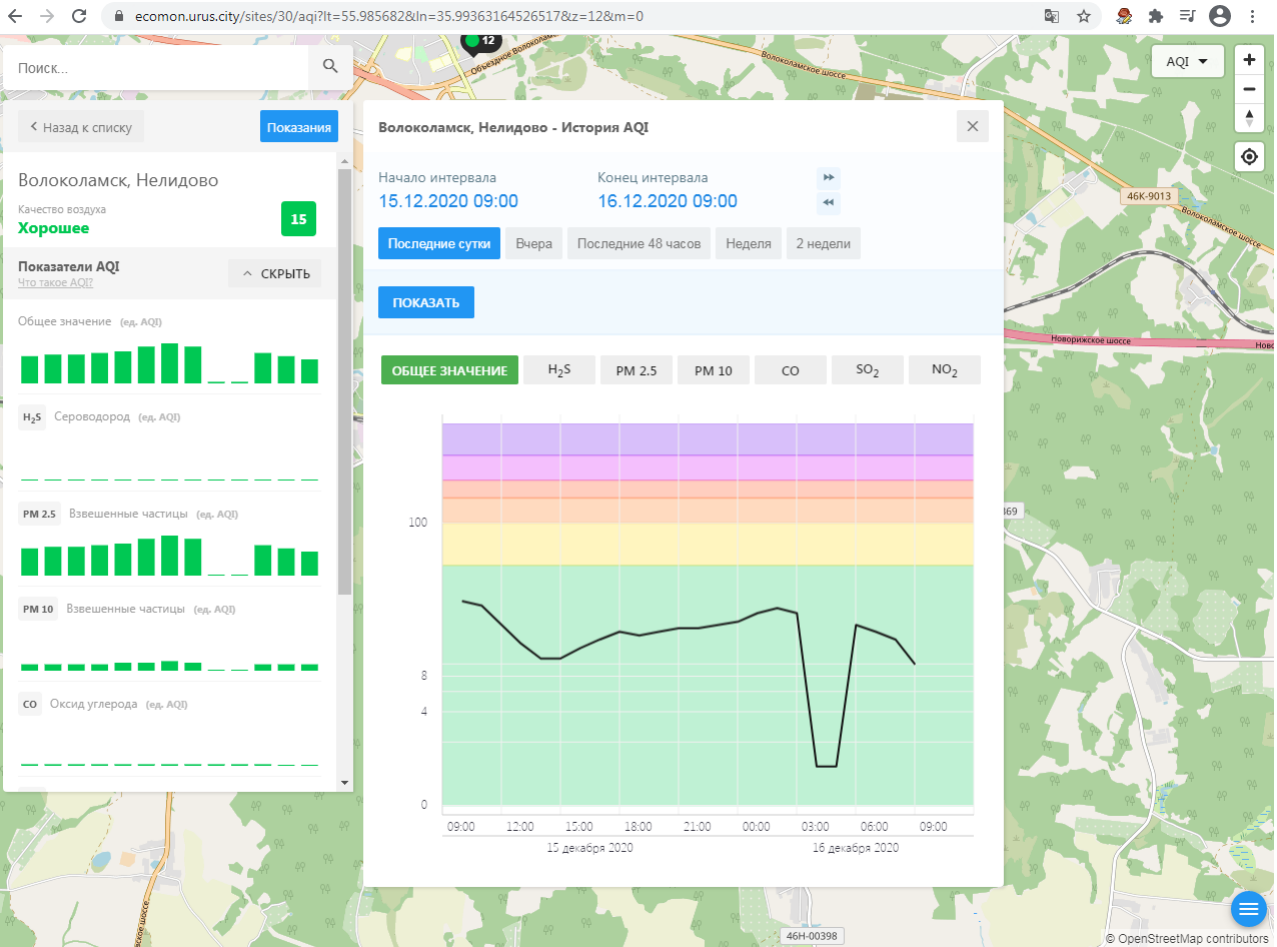 ecomon.urus.city/sites/30/aqi?lt=55.985682&ln=35.99363164526517&z=12&m=0
12
Объездное Волоколамск
Волоколамское шоссе
Волоколамское шоссе
Поиск...
AQI
Назад к списку
Показания
Волоколамск, Нелидово - История AQI
Волоколамск, Нелидово
Качество воздуха
Хорошее
15
Начало интервала
Конец интервала
15.12.2020 09:00
16.12.2020 09:00
Последние сутки
Вчера
Последние 48 часов
Неделя
2 недели
Показатели AQI
Что такое AQI?
СКРЫТЬ
ПОКАЗАТЬ
Общее значение (ед. AQI)
H2S Сероводород (ед. AQI)
PM 2.5 Взвешенные частицы (ед. AQI)
PM 10 Взвешенные частицы (ед. AQI)
CO Оксид углерода (ед. AQI)
ОБЩЕЕ ЗНАЧЕНИЕ
H2S
PM 2.5
PM 10
CO
SO2
NO2
100
8
4
0
09:00
12:00
15:00
18:00
21:00
00:00
03:00
06:00
09:00
15 декабря 2020
16 декабря 2020
46К-9013
Волоколамское шоссе
Новорижское шоссе
Ново
369
46Н-00398
ское шоссе
© OpenStreetMap contributors